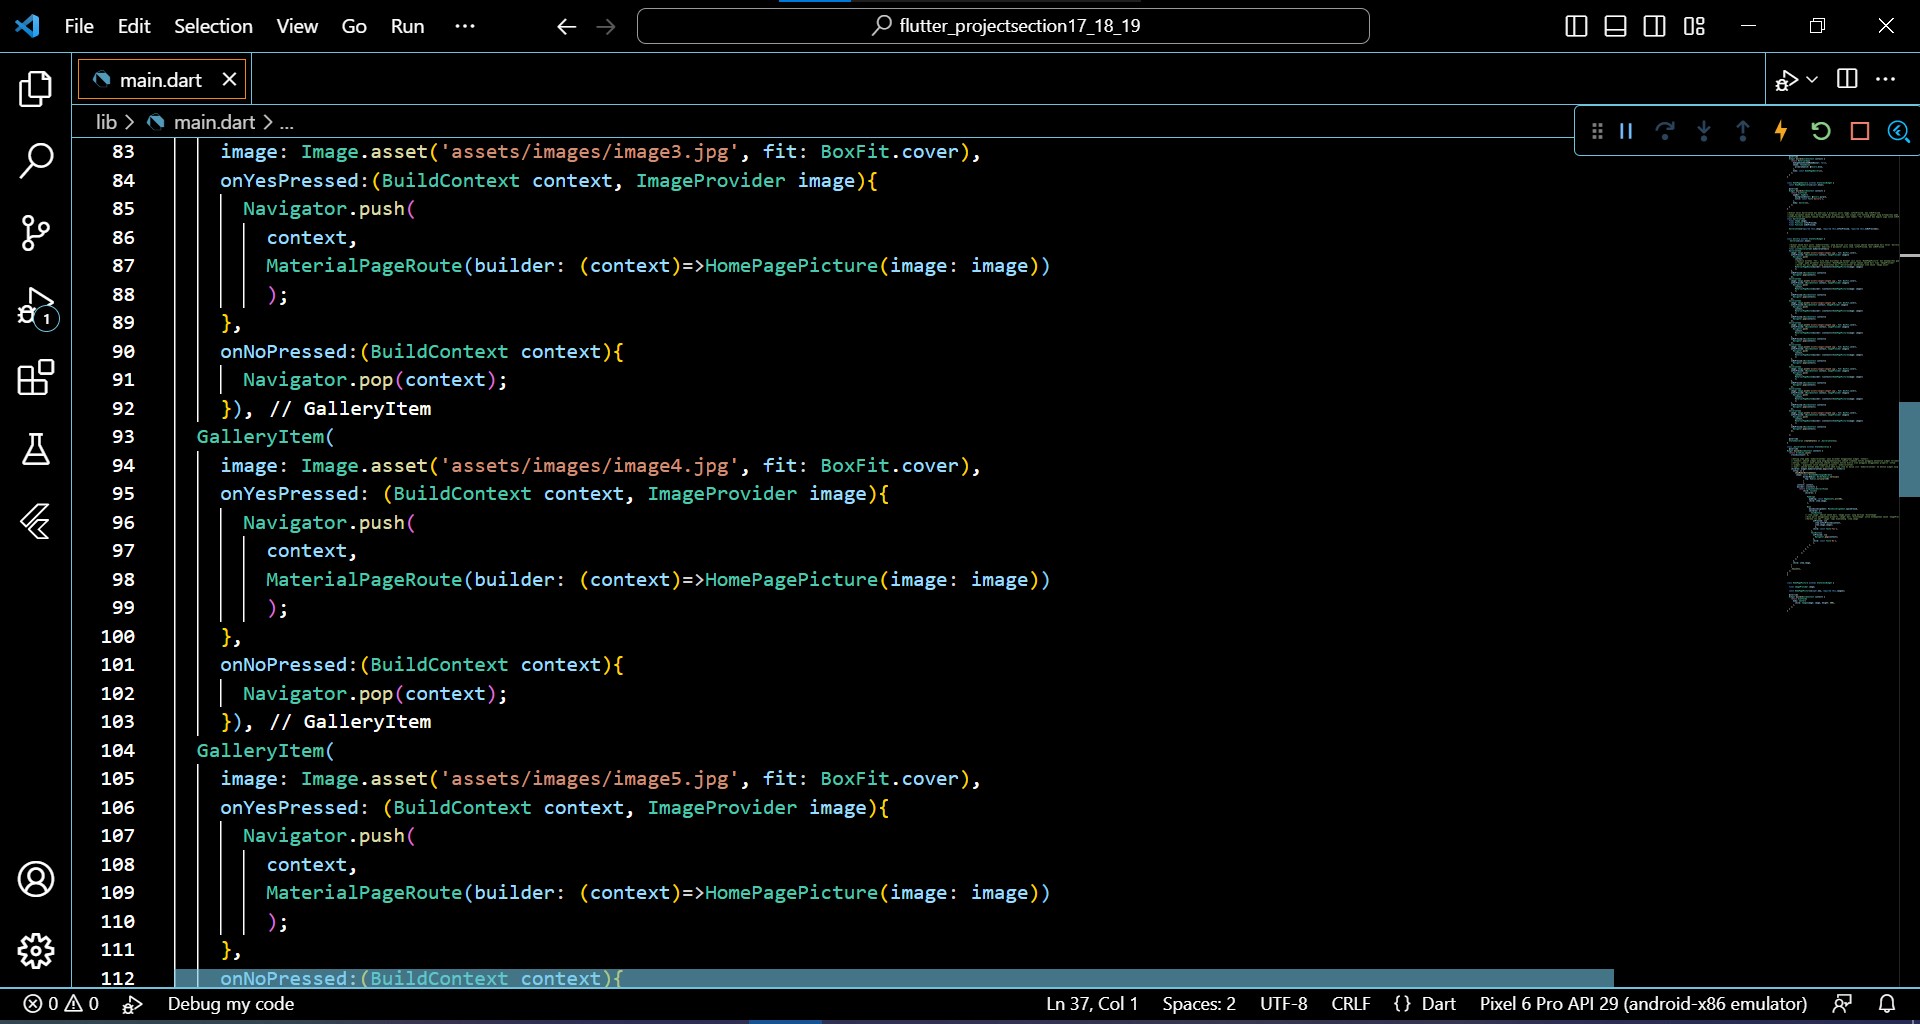 File Edit Selection View Go Run ···
flutter_projectsection17_18_19
main.dart
lib > main.dart > ...
83 image: Image.asset('assets/images/image3.jpg', fit: BoxFit.cover),
84 onYesPressed:(BuildContext context, ImageProvider image){
85 Navigator.push(
86 context,
87 MaterialPageRoute(builder: (context)=>HomePagePicture(image: image))
88 );
89 },
90 onNoPressed:(BuildContext context){
91 Navigator.pop(context);
92 }), // GalleryItem
93 GalleryItem(
94 image: Image.asset('assets/images/image4.jpg', fit: BoxFit.cover),
95 onYesPressed: (BuildContext context, ImageProvider image){
96 Navigator.push(
97 context,
98 MaterialPageRoute(builder: (context)=>HomePagePicture(image: image))
99 );
100 },
101 onNoPressed:(BuildContext context){
102 Navigator.pop(context);
103 }), // GalleryItem
104 GalleryItem(
105 image: Image.asset('assets/images/image5.jpg', fit: BoxFit.cover),
106 onYesPressed: (BuildContext context, ImageProvider image){
107 Navigator.push(
108 context,
109 MaterialPageRoute(builder: (context)=>HomePagePicture(image: image))
110 );
111 },
112 onNoPressed:(BuildContext context){
1
0 0 Debug my code Ln 37, Col 1 Spaces: 2 UTF-8 CRLF {} Dart Pixel 6 Pro API 29 (android-x86 emulator)